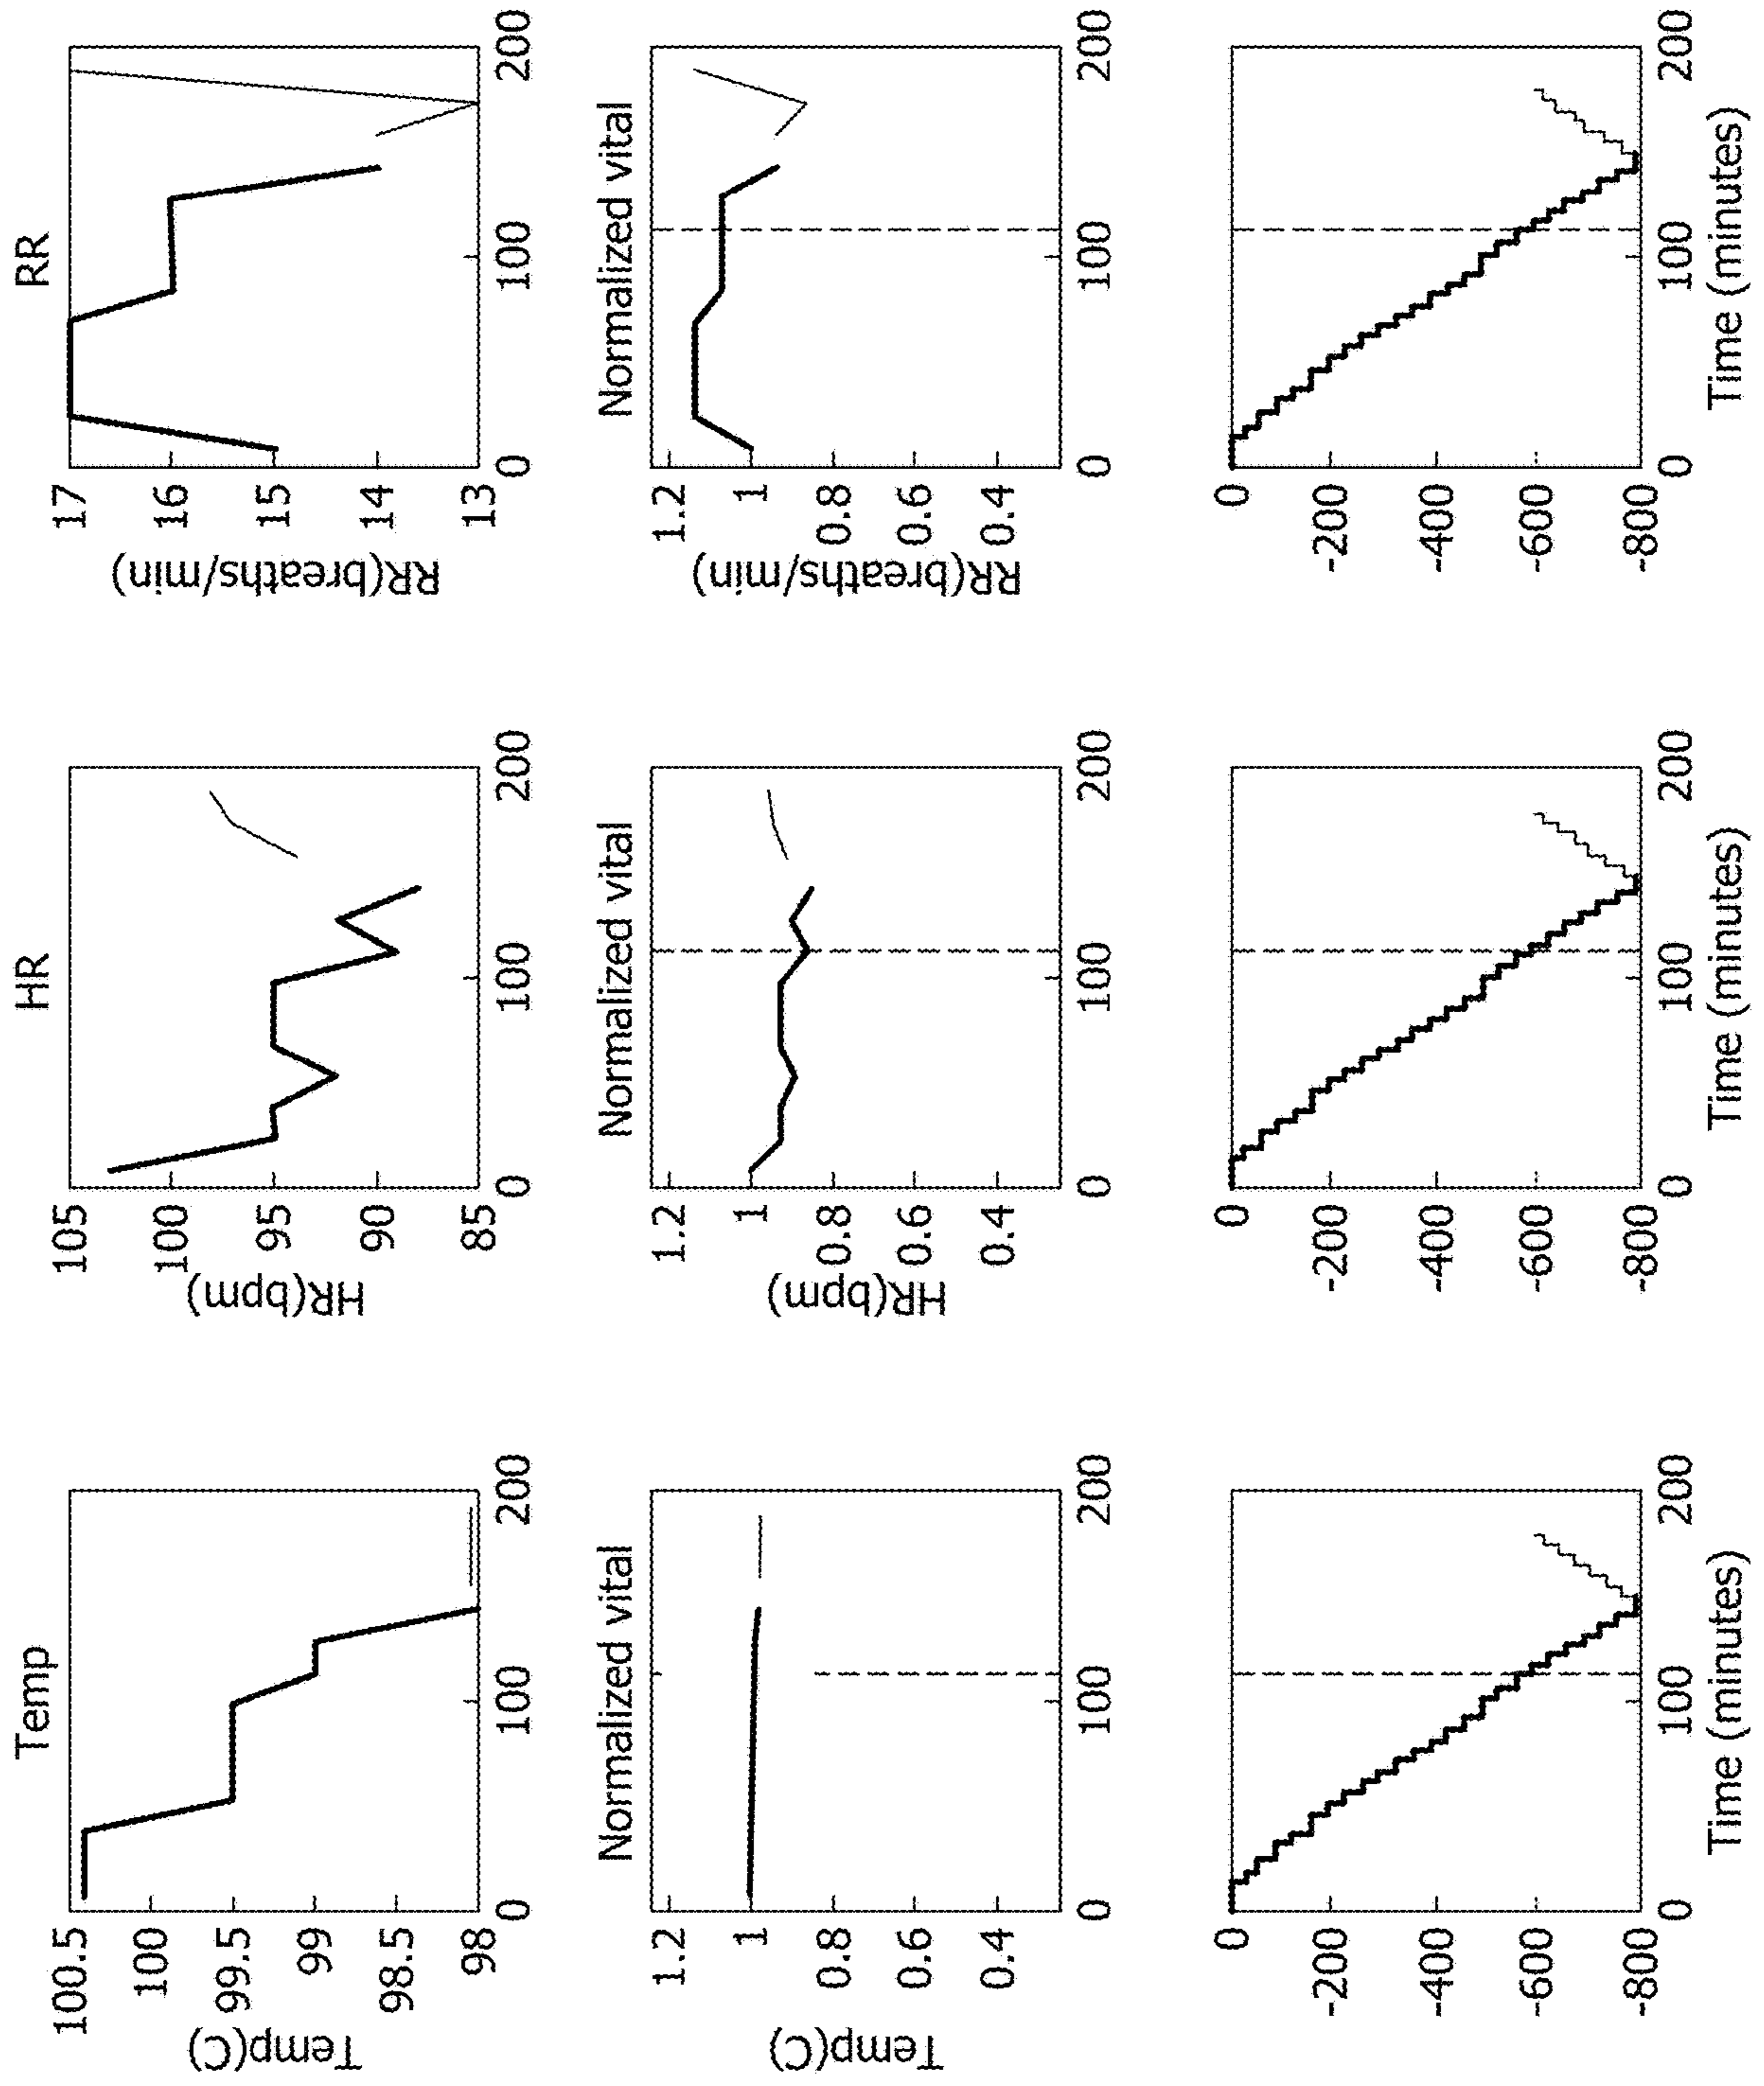 Temp
Temp(C)
100.5
100
99.5
99
98.5
98
0 100 200
HR
HR(bpm)
105
100
95
90
85
0 100 200
RR
RR(breaths/min)
17
16
15
14
13
0 100 200
Normalized vital
Temp(C)
1.2
1
0.8
0.6
0.4
0 100 200
Normalized vital
HR(bpm)
1.2
1
0.8
0.6
0.4
0 100 200
Normalized vital
RR(breaths/min)
1.2
1
0.8
0.6
0.4
0 100 200
0
-200
-400
-600
-800
0 100 200
Time (minutes)
0
-200
-400
-600
-800
0 100 200
Time (minutes)
0
-200
-400
-600
-800
0 100 200
Time (minutes)